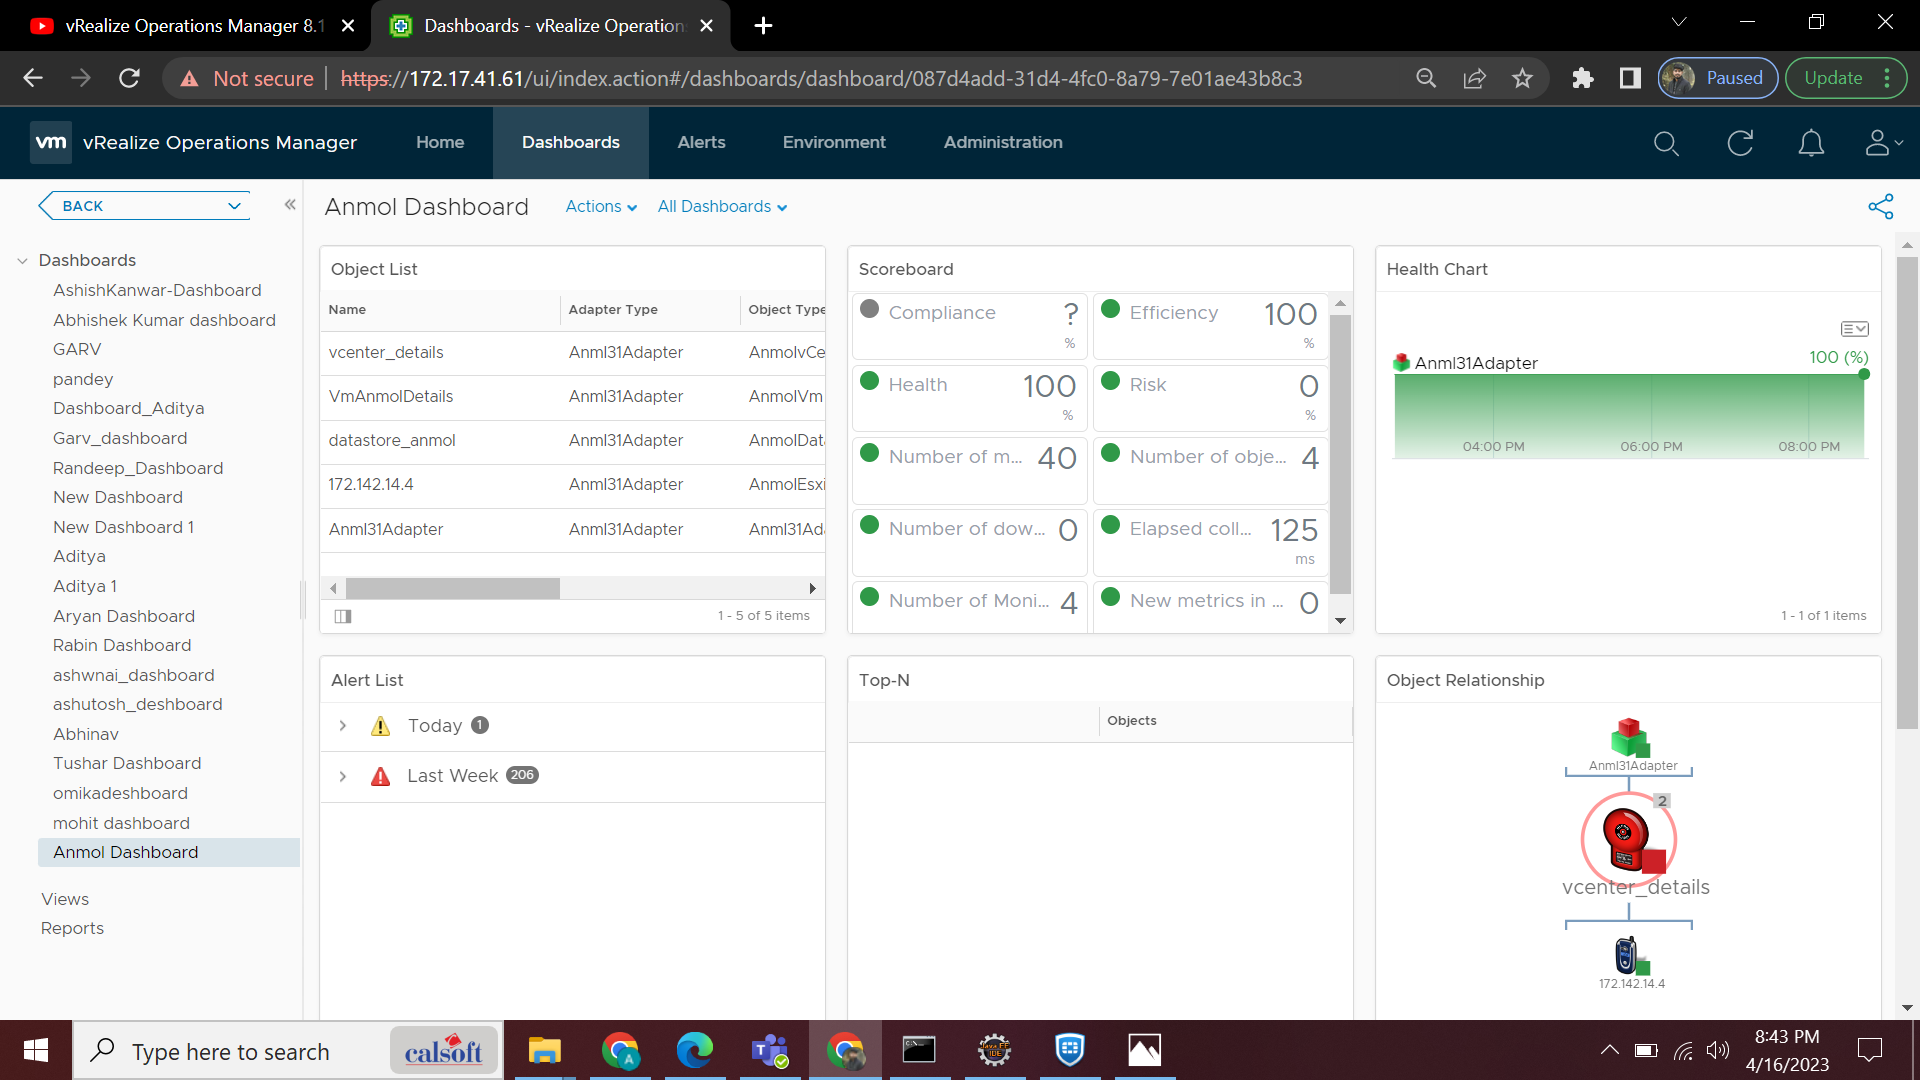 vRealize Operations Manager 8.1
Dashboards - vRealize Operation
Not secure
https://172.17.41.61/ui/index.action#/dashboards/dashboard/087d4add-31d4-4fc0-8a79-7e01ae43b8c3
Paused
Update
vm
vRealize Operations Manager
Home
Dashboards
Alerts
Environment
Administration
BACK
Anmol Dashboard
Actions
All Dashboards
Dashboards
AshishKanwar-Dashboard
Abhishek Kumar dashboard
GARV
pandey
Dashboard_Aditya
Garv_dashboard
Randeep_Dashboard
New Dashboard
New Dashboard 1
Aditya
Aditya 1
Aryan Dashboard
Rabin Dashboard
ashwnai_dashboard
ashutosh_deshboard
Abhinav
Tushar Dashboard
omikadeshboard
mohit dashboard
Anmol Dashboard
Views
Reports
Object List
Name Adapter Type Object Type
vcenter_details Anml31Adapter AnmolvCe
VmAnmolDetails Anml31Adapter AnmolVm
datastore_anmol Anml31Adapter AnmolDat
172.142.14.4 Anml31Adapter AnmolEsxi
Anml31Adapter Anml31Adapter Anml31Ad
1 - 5 of 5 items
Scoreboard
Compliance ? %
Efficiency 100 %
Health 100 %
Risk 0 %
Number of m... 40
Number of obje... 4
Number of dow... 0
Elapsed coll... 125 ms
Number of Moni... 4
New metrics in ... 0
Health Chart
Anml31Adapter 100 (%)
04:00 PM 06:00 PM 08:00 PM
1 - 1 of 1 items
Alert List
Today 1
Last Week 206
Top-N
Objects
Object Relationship
Anml31Adapter
2
vcenter_details
172.142.14.4
Type here to search
calsoft
8:43 PM
4/16/2023